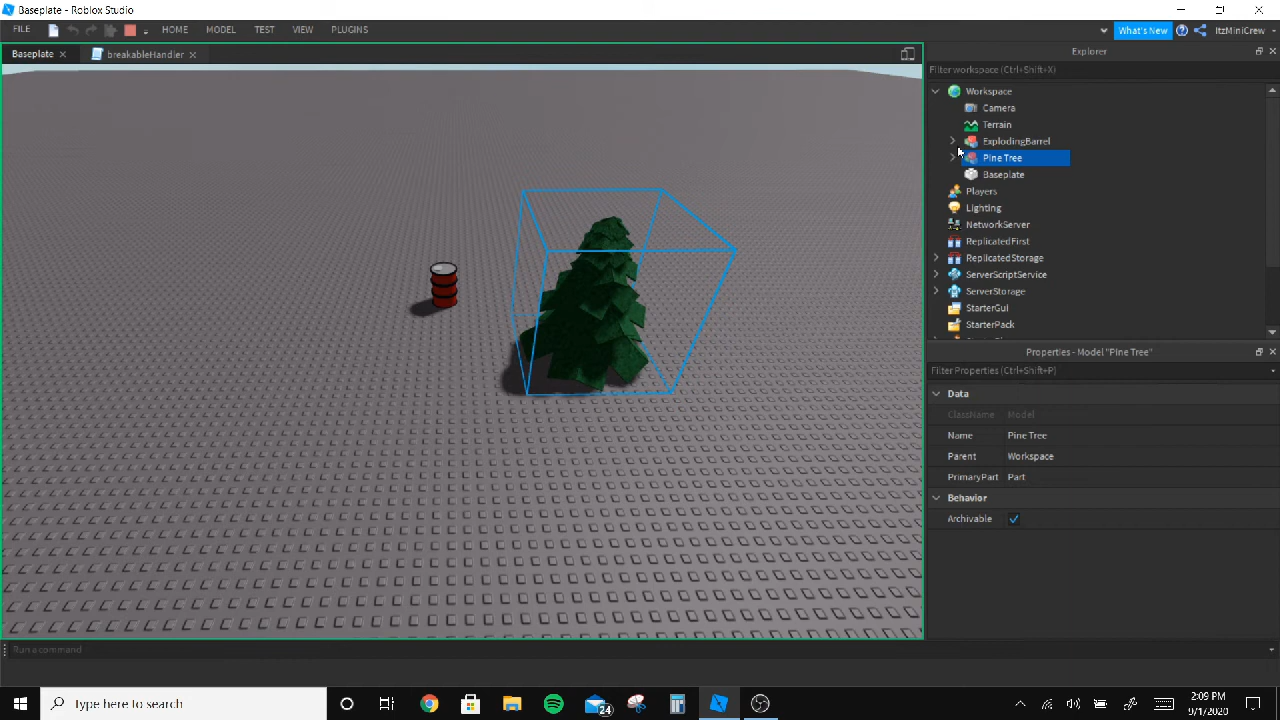 Baseplate - Roblox Studio
FILE HOME MODEL TEST VIEW PLUGINS What's New ItzMiniCrew
Baseplate breakableHandler
Explorer
Filter workspace (Ctrl+Shift+X)
Workspace
Camera
Terrain
ExplodingBarrel
Pine Tree
Baseplate
Players
Lighting
NetworkServer
ReplicatedFirst
ReplicatedStorage
ServerScriptService
ServerStorage
StarterGui
StarterPack
Properties - Model "Pine Tree"
Filter Properties (Ctrl+Shift+P)
Data
ClassName Model
Name Pine Tree
Parent Workspace
PrimaryPart Part
Behavior
Archivable
Run a command
Type here to search
24
2:09 PM
9/1/2020